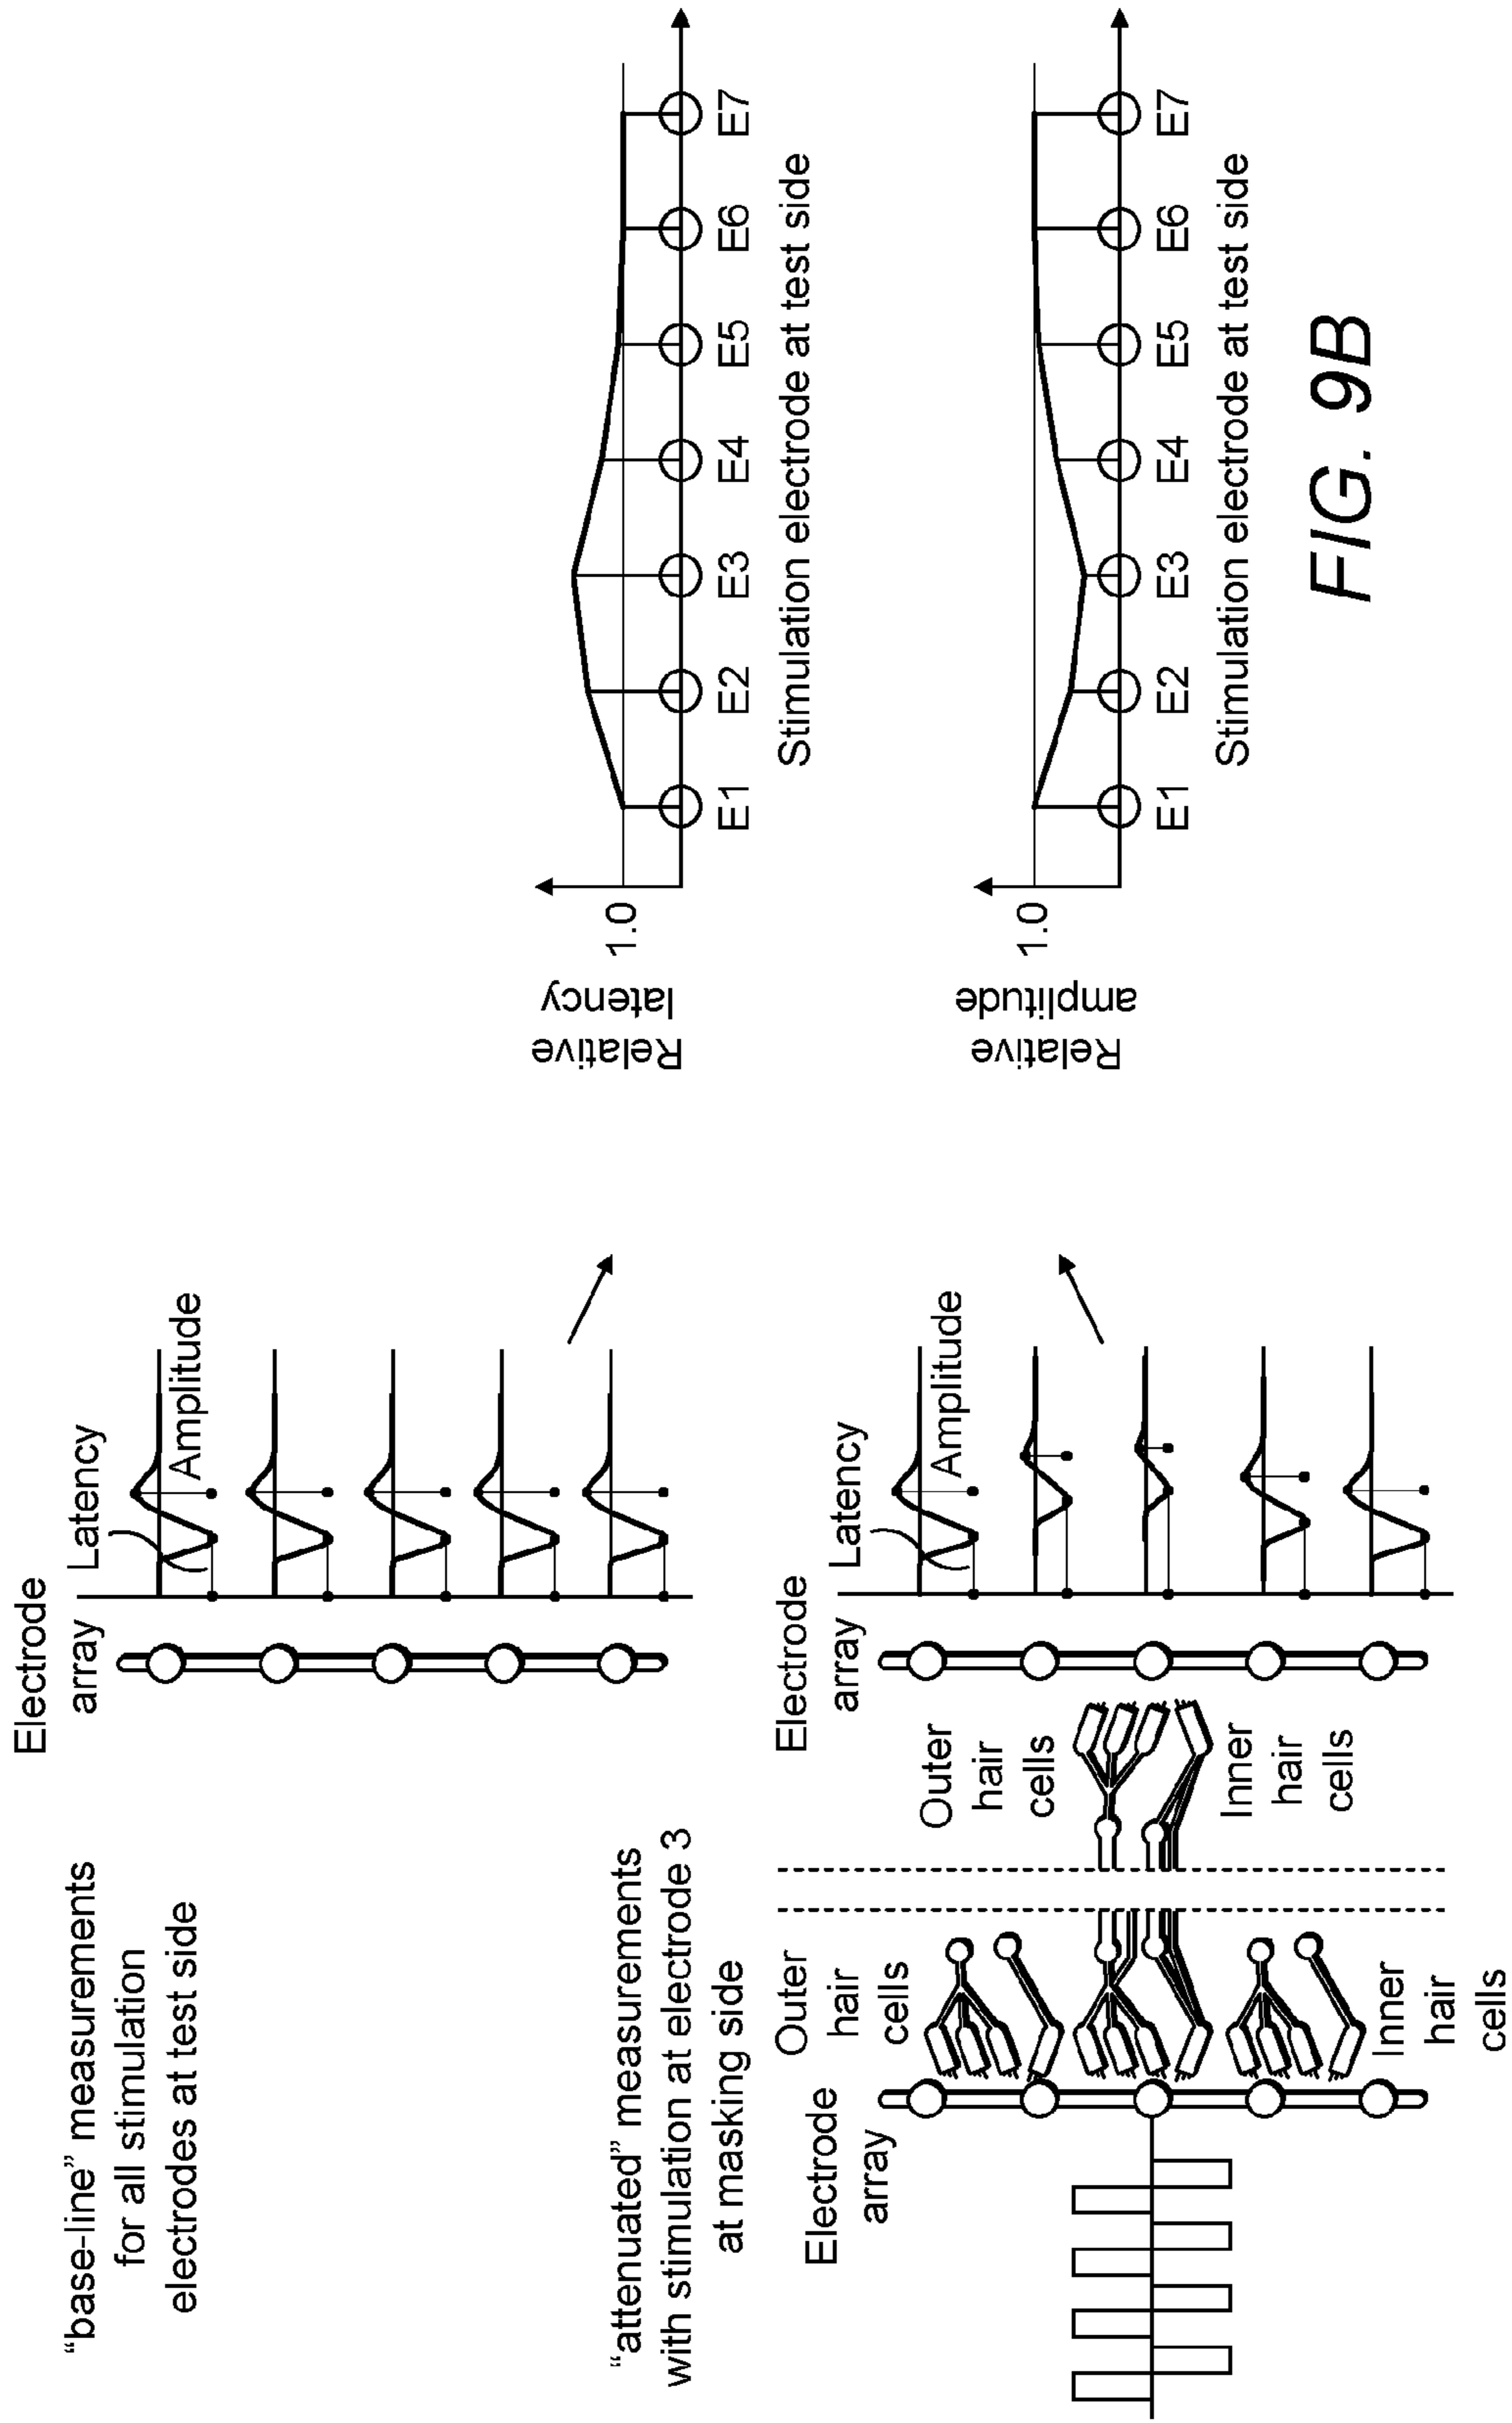 “base-line” measurements
for all stimulation
electrodes at test side
Electrode
array
Latency
Amplitude
“attenuated” measurements
with stimulation at electrode 3
at masking side
Electrode
array
Outer
hair
cells
Inner
hair
cells
Outer
hair
cells
Inner
hair
cells
Electrode
array
Latency
Amplitude
Relative
latency
1.0
E1 E2 E3 E4 E5 E6 E7
Stimulation electrode at test side
Relative
amplitude
1.0
E1 E2 E3 E4 E5 E6 E7
Stimulation electrode at test side
FIG. 9B